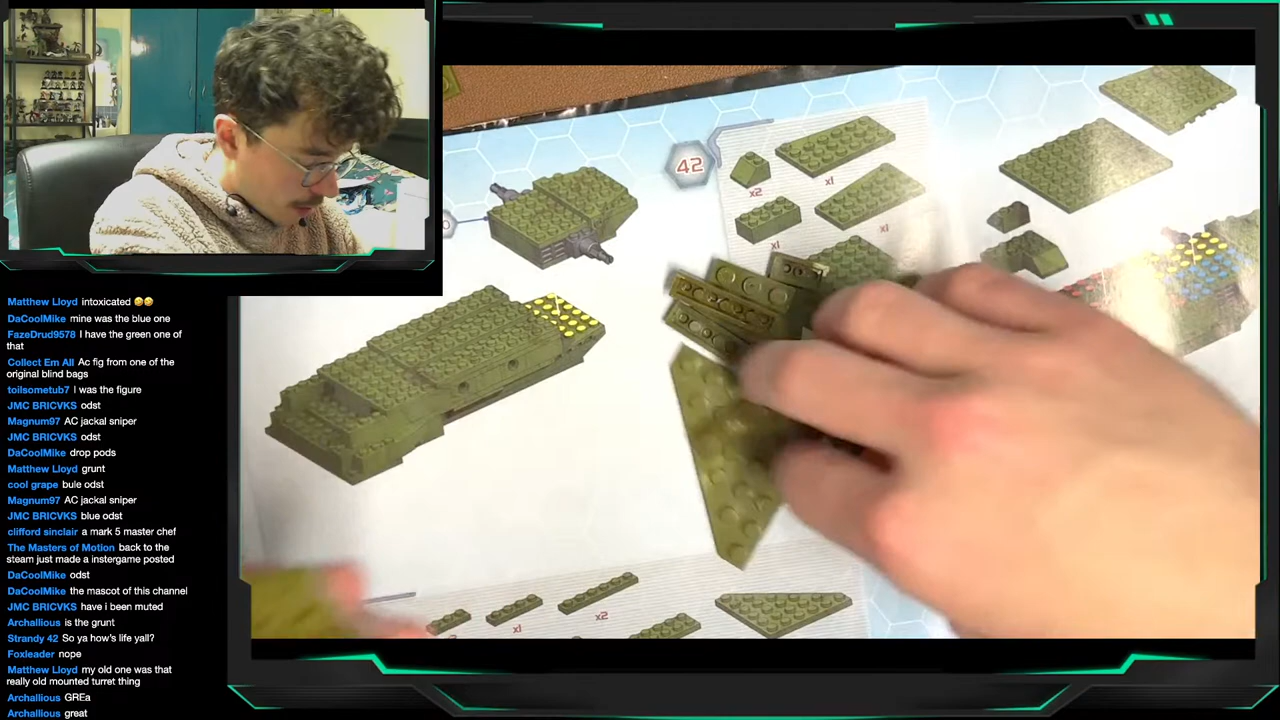 Matthew Lloyd intoxicated 🤣🤣
DaCoolMike mine was the blue one
FazeDrud9578 I have the green one of
that
Collect Em All Ac fig from one of the
original blind bags
toilsometub7 I was the figure
JMC BRICVKS odst
Magnum97 AC jackal sniper
JMC BRICVKS odst
DaCoolMike drop pods
Matthew Lloyd grunt
cool grape bule odst
Magnum97 AC jackal sniper
JMC BRICVKS blue odst
clifford sinclair a mark 5 master chef
The Masters of Motion back to the
steam just made a instergame posted
DaCoolMike odst
DaCoolMike the mascot of this channel
JMC BRICVKS have i been muted
Archallious is the grunt
Strandy 42 So ya how's life yall?
Foxleader nope
Matthew Lloyd my old one was that
really old mounted turret thing
Archallious GREa
Archallious great
42
x2
x1
x1
x1
x1
x2